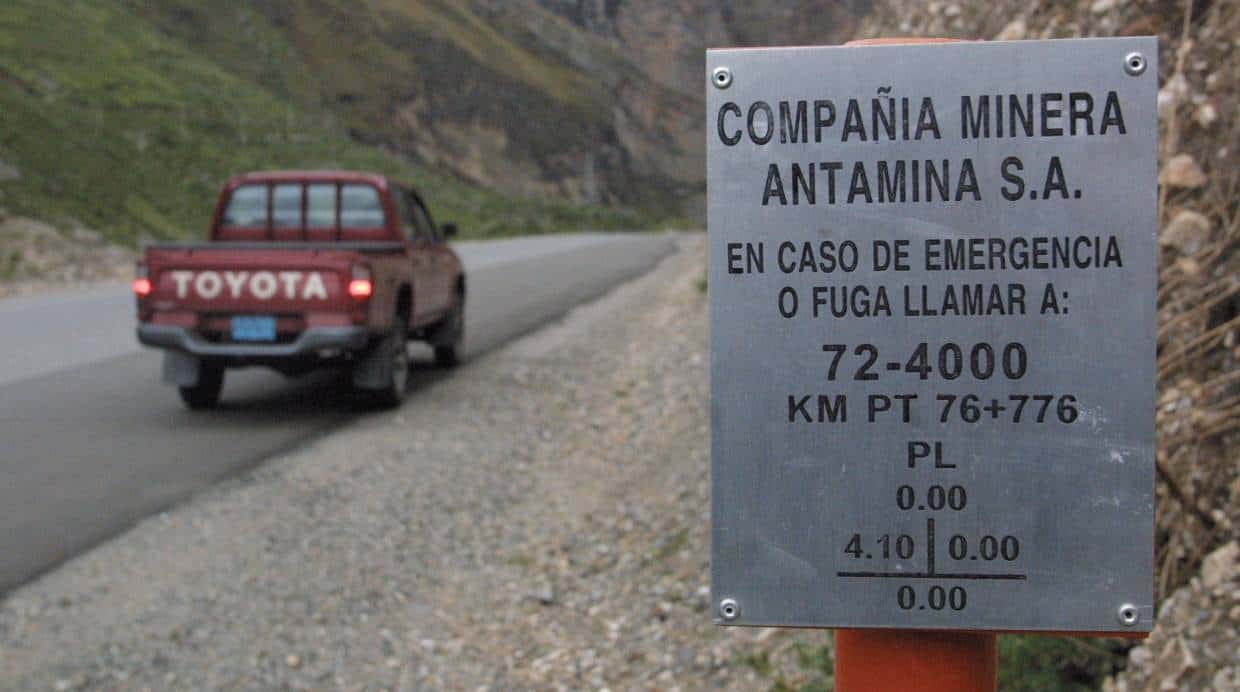 TOYOTA
COMPAÑIA MINERA
ANTAMINA S.A.
EN CASO DE EMERGENCIA
O FUGA LLAMAR A:
72-4000
KM PT 76+776
PL
0.00
4.10 0.00
0.00